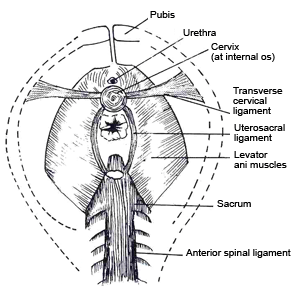 Pubis
Urethra
Cervix
(at internal os)
Transverse
cervical
ligament
Uterosacral
ligament
Levator
ani muscles
Sacrum
Anterior spinal ligament